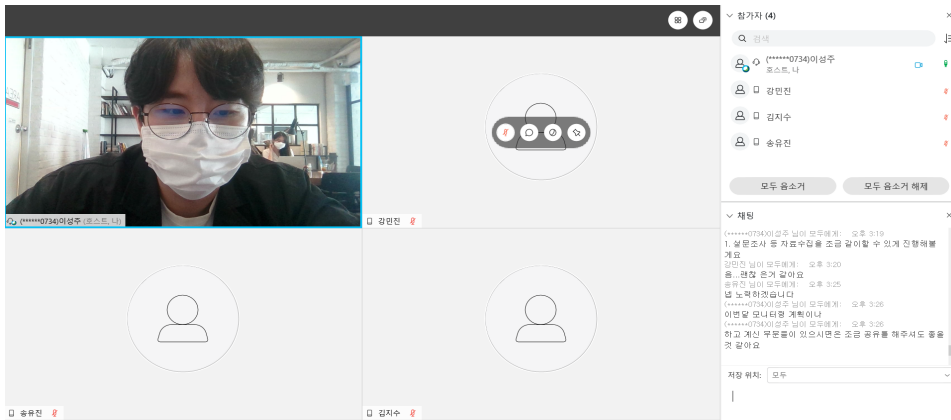 (******0734)이성주 (호스트, 나)
강민진
송유진
김지수
참가자 (4)
검색
(******0734)이성주
호스트, 나
강민진
김지수
송유진
모두 음소거
모두 음소거 해제
채팅
(******0734)이성주 님이 모두에게: 오후 3:19
1. 설문조사 등 자료수집을 조금 같이할 수 있게 진행해볼
게요
강민진 님이 모두에게: 오후 3:20
음...괜찮 은거 같아요
송유진 님이 모두에게: 오후 3:25
넵 노력하겠습니다
(******0734)이성주 님이 모두에게: 오후 3:26
이번달 모니터링 계획이나
(******0734)이성주 님이 모두에게: 오후 3:26
하고 계신 부분들이 있으시면은 조금 공유를 해주셔도 좋을
것 같아요
저장 위치: 모두